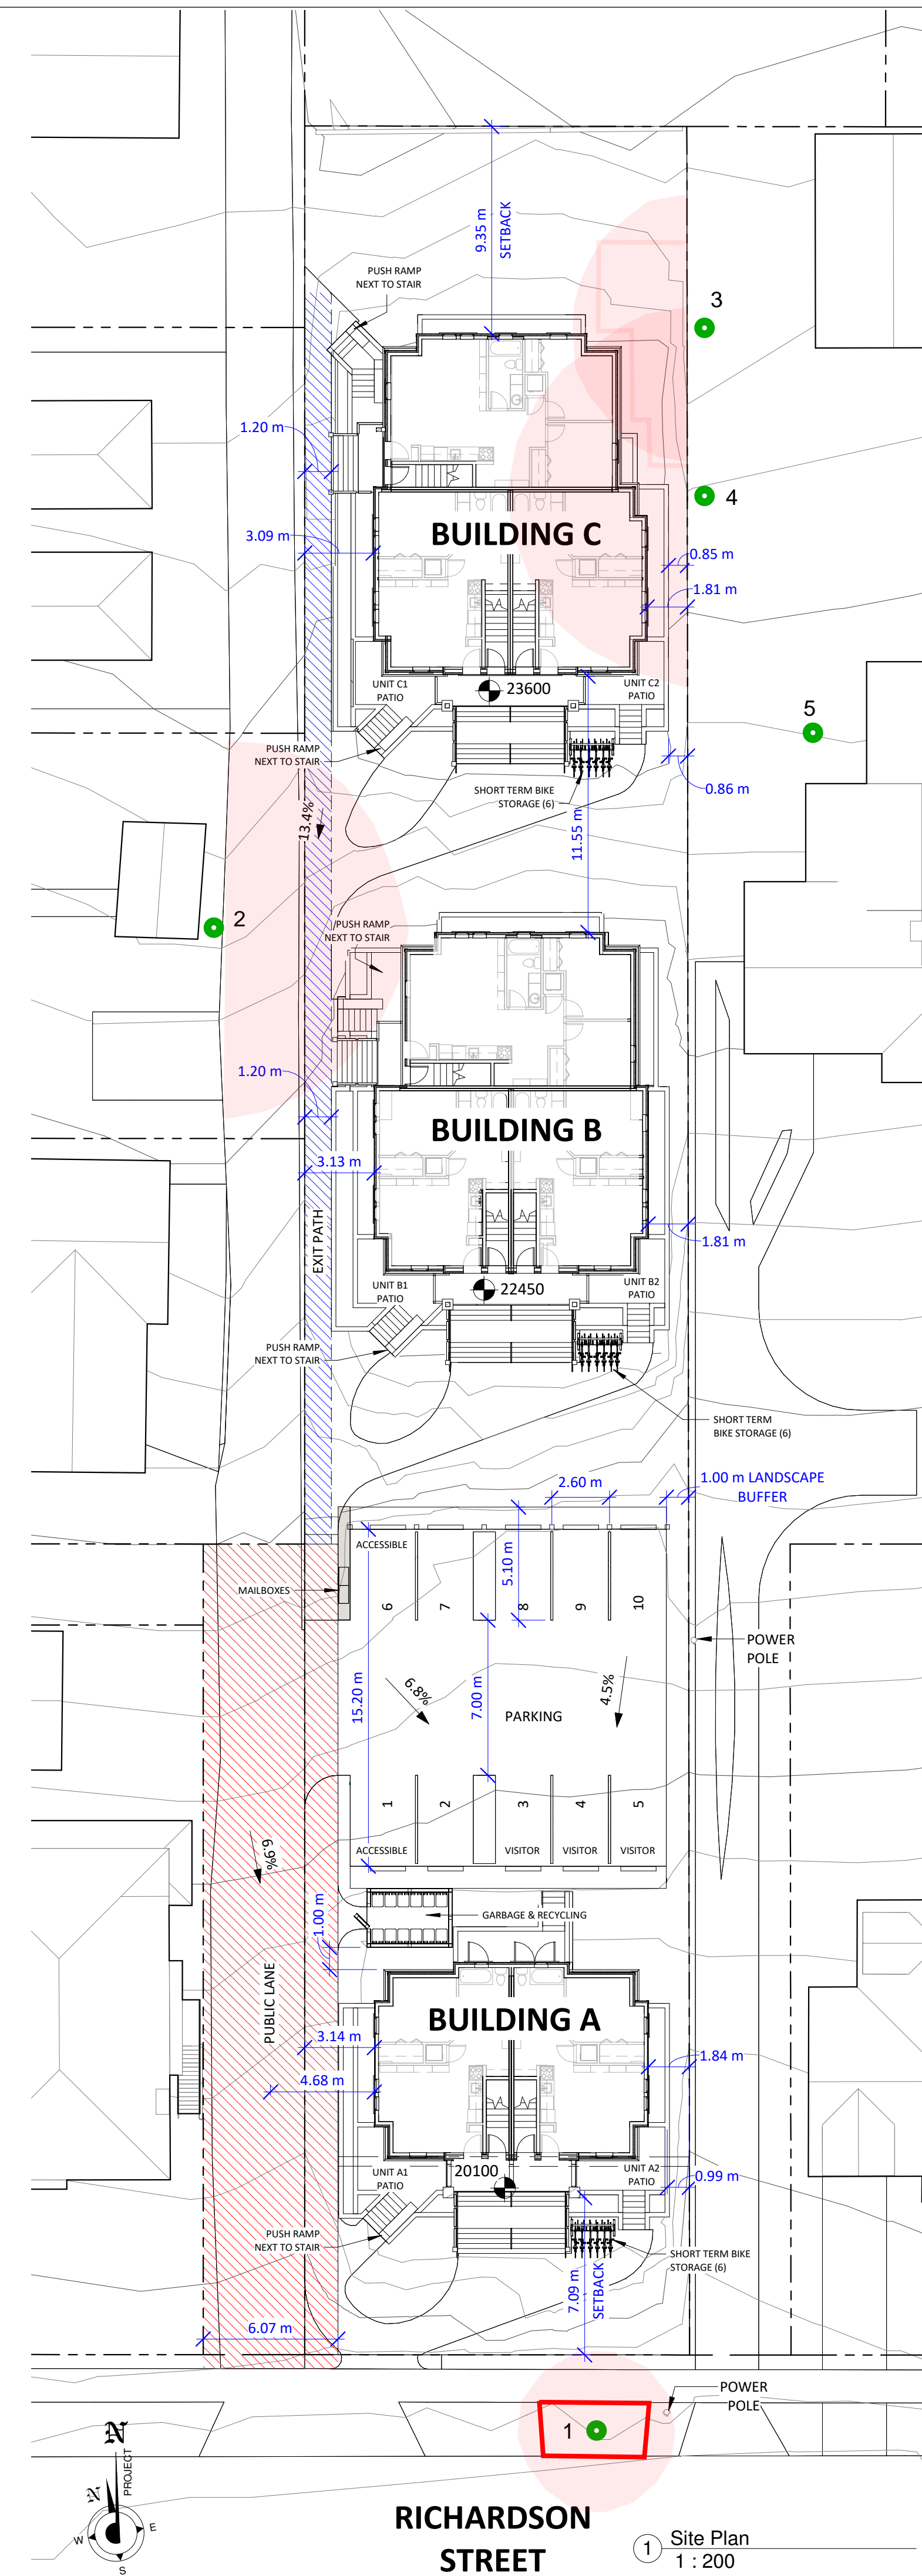 9.35 m
SETBACK
PUSH RAMP
NEXT TO STAIR
3
1.20 m
4
3.09 m
BUILDING C
0.85 m
1.81 m
UNIT C1
PATIO
23600
UNIT C2
PATIO
5
PUSH RAMP
NEXT TO STAIR
13.4%
SHORT TERM BIKE
STORAGE (6)
0.86 m
11.55 m
2
PUSH RAMP
NEXT TO STAIR
1.20 m
BUILDING B
3.13 m
EXIT PATH
1.81 m
UNIT B1
PATIO
22450
UNIT B2
PATIO
PUSH RAMP
NEXT TO STAIR
SHORT TERM
BIKE STORAGE (6)
2.60 m
1.00 m LANDSCAPE
BUFFER
5.10 m
ACCESSIBLE
MAILBOXES
6
7
8
9
10
POWER
POLE
15.20 m
6.8%
7.00 m
4.5%
PARKING
1
2
3
4
5
ACCESSIBLE
VISITOR
VISITOR
VISITOR
6.9%
GARBAGE & RECYCLING
1.00 m
PUBLIC LANE
BUILDING A
3.14 m
1.84 m
4.68 m
UNIT A1
PATIO
20100
UNIT A2
PATIO
0.99 m
PUSH RAMP
NEXT TO STAIR
SHORT TERM BIKE
STORAGE (6)
7.09 m
SETBACK
6.07 m
POWER
POLE
1
N
PROJECT
N
W
E
S
RICHARDSON
STREET
1
Site Plan
1 : 200